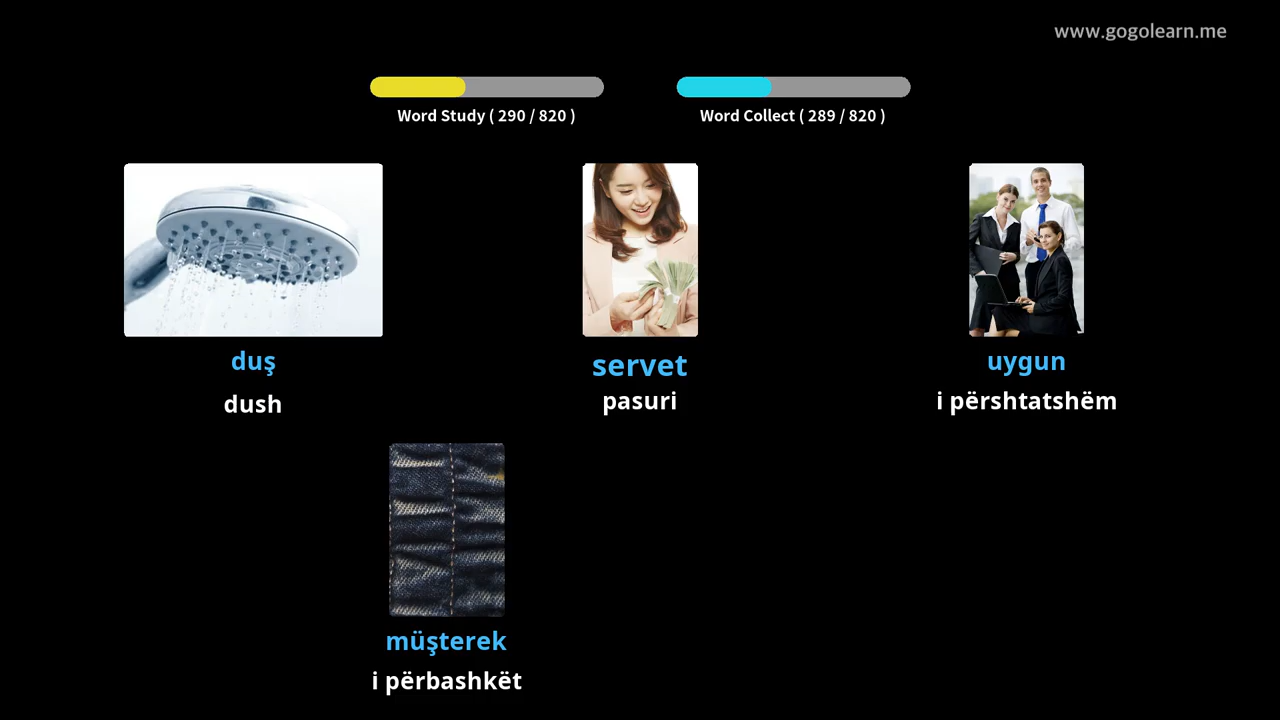 www.gogolearn.me
Word Study ( 290 / 820 )
Word Collect ( 289 / 820 )
duş
dush
servet
pasuri
uygun
i përshtatshëm
müşterek
i përbashkët